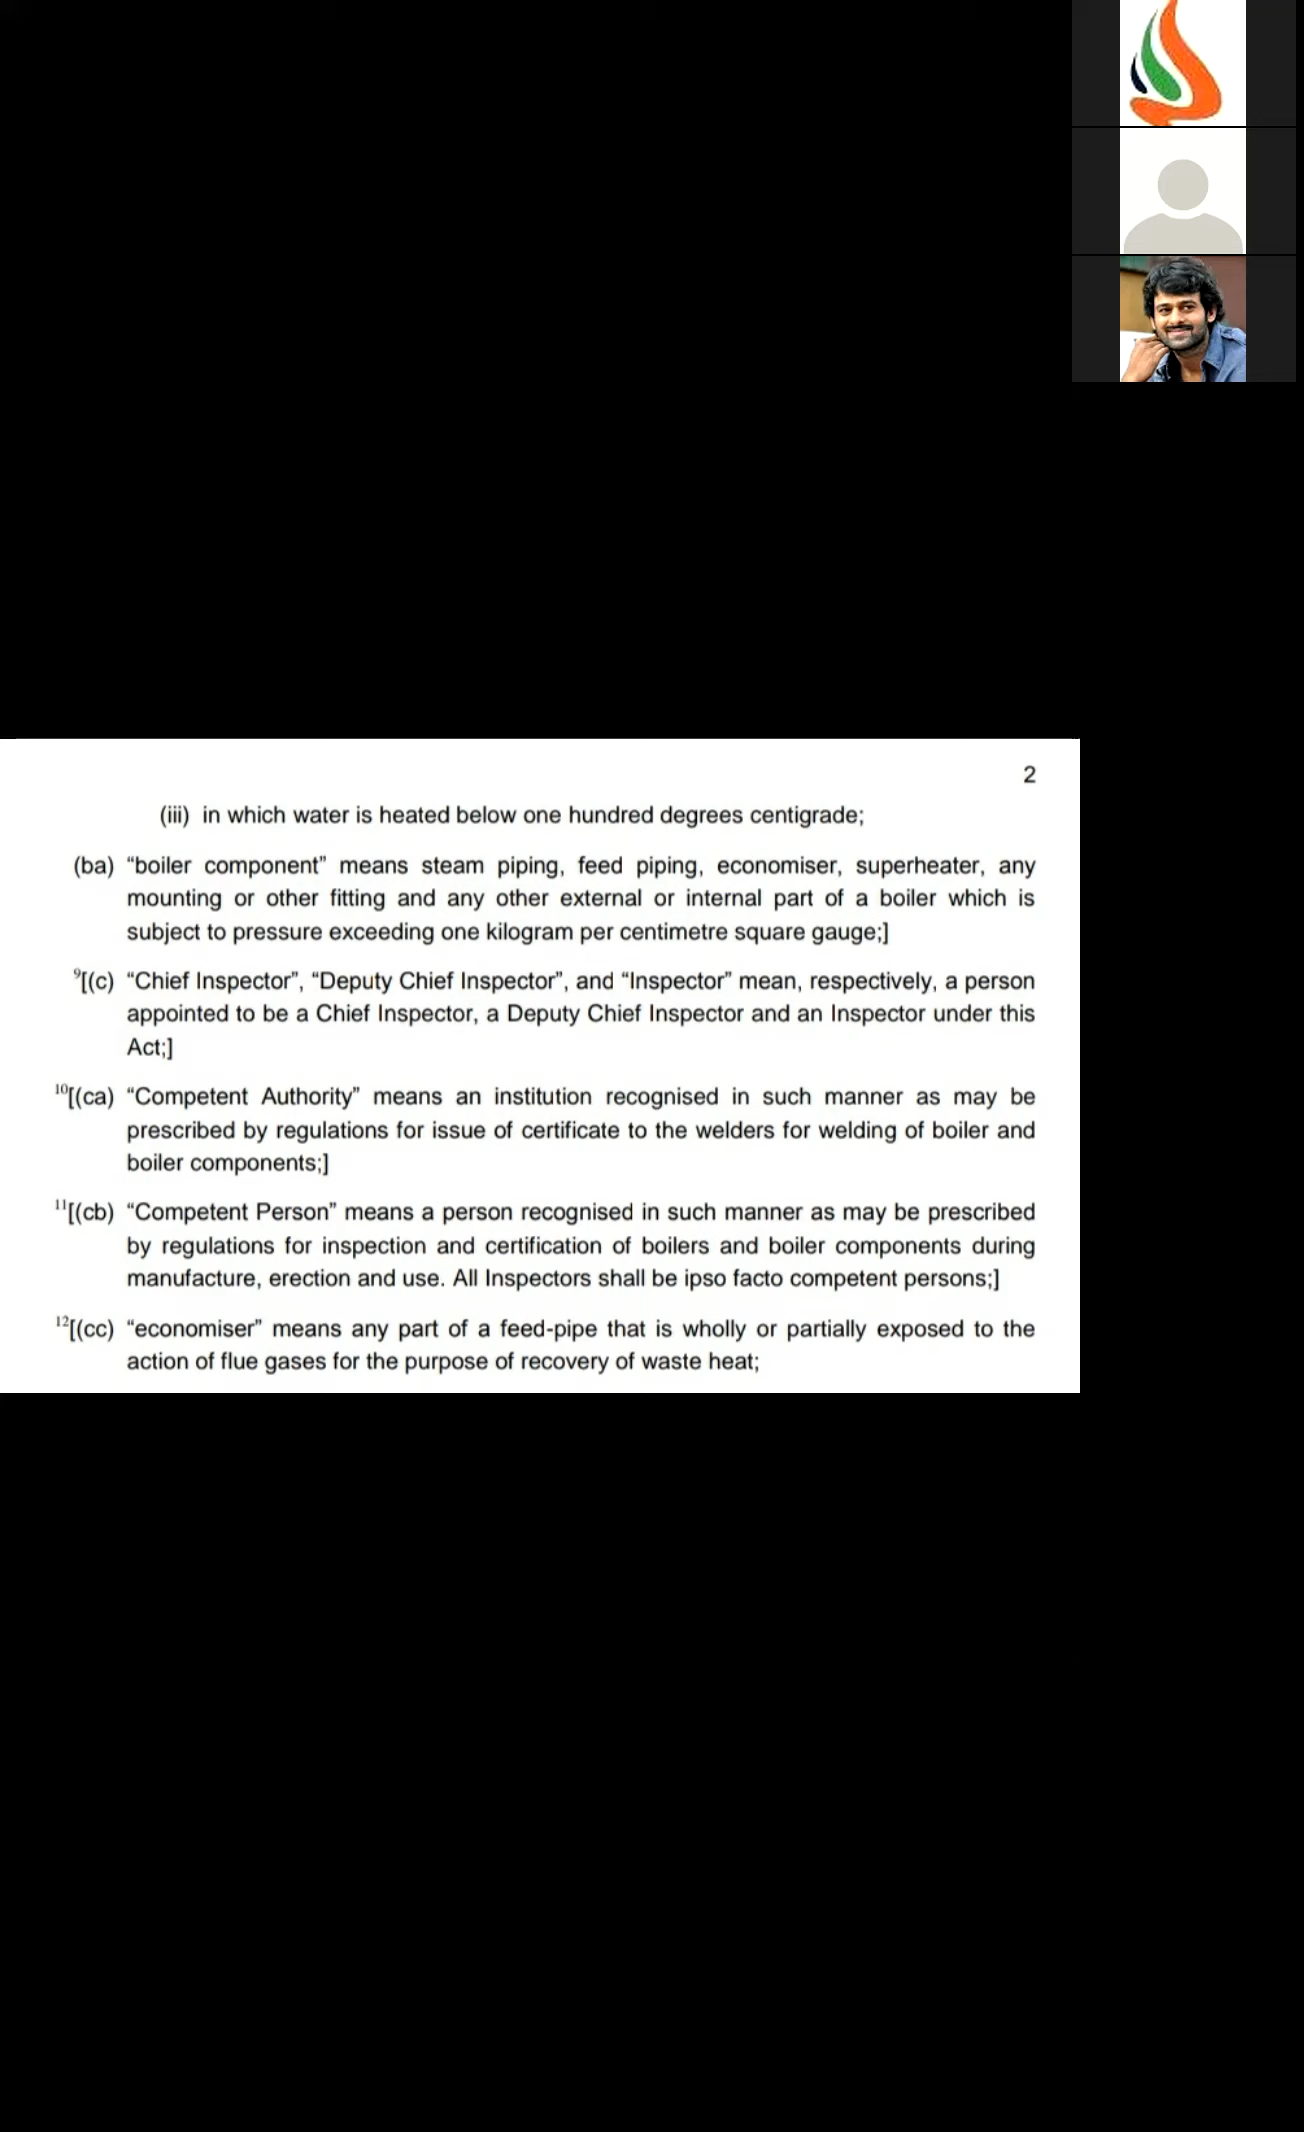 2
(iii) in which water is heated below one hundred degrees centigrade;
(ba) “boiler component” means steam piping, feed piping, economiser, superheater, any
mounting or other fitting and any other external or internal part of a boiler which is
subject to pressure exceeding one kilogram per centimetre square gauge;]
9[(c) “Chief Inspector”, “Deputy Chief Inspector”, and “Inspector” mean, respectively, a person
appointed to be a Chief Inspector, a Deputy Chief Inspector and an Inspector under this
Act;]
10[(ca) “Competent Authority” means an institution recognised in such manner as may be
prescribed by regulations for issue of certificate to the welders for welding of boiler and
boiler components;]
11[(cb) “Competent Person” means a person recognised in such manner as may be prescribed
by regulations for inspection and certification of boilers and boiler components during
manufacture, erection and use. All Inspectors shall be ipso facto competent persons;]
12[(cc) “economiser” means any part of a feed-pipe that is wholly or partially exposed to the
action of flue gases for the purpose of recovery of waste heat;